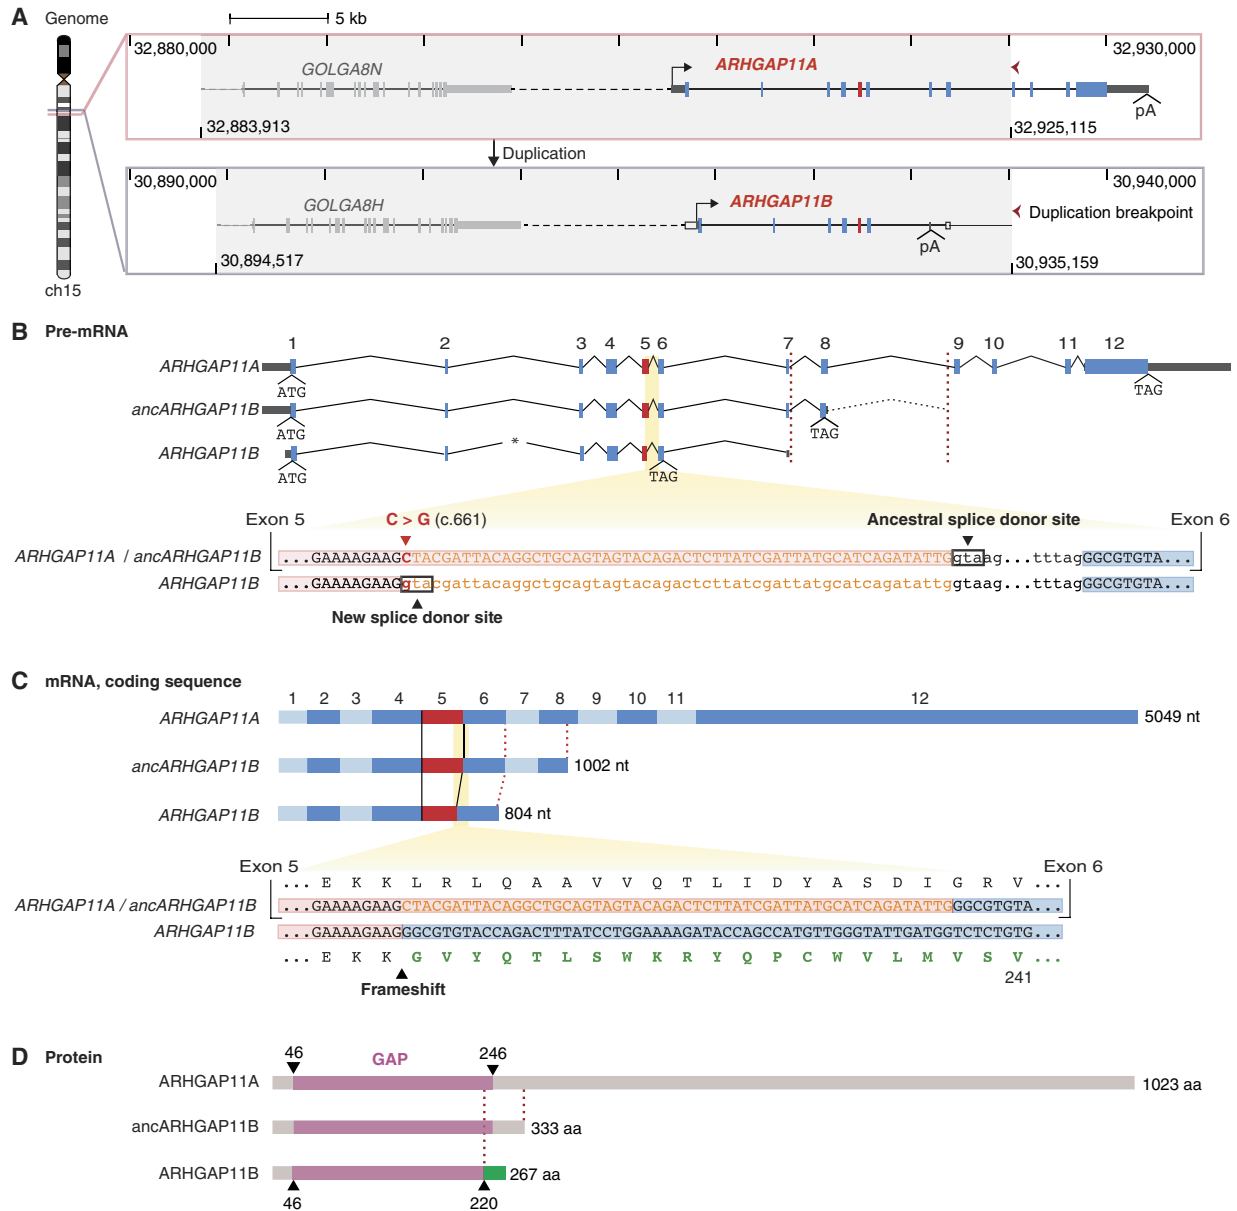 A Genome
5 kb
32,880,000
32,930,000
GOLGA8N
ARHGAP11A
pA
32,883,913
32,925,115
Duplication
30,890,000
30,940,000
GOLGA8H
ARHGAP11B
Duplication breakpoint
pA
30,894,517
30,935,159
ch15
B Pre-mRNA
1 2 3 4 5 6 7 8 9 10 11 12
ARHGAP11A
ATG
TAG
ancARHGAP11B
ATG
TAG
ARHGAP11B
*
ATG
TAG
Exon 5
C > G (c.661)
Ancestral splice donor site
Exon 6
ARHGAP11A / ancARHGAP11B ...GAAAAGAAGCTACGATTACAGGCTGCAGTAGTACAGACTCTTATCGATTATGCATCAGATATTGgtaag...tttagGGCGTGTA...
ARHGAP11B ...GAAAAGAAGgtacgattacaggctgcagtagtacagactcttatcgattatgcatcagatattggtaag...tttagGGCGTGTA...
New splice donor site
C mRNA, coding sequence
1 2 3 4 5 6 7 8 9 10 11 12
ARHGAP11A 5049 nt
ancARHGAP11B 1002 nt
ARHGAP11B 804 nt
Exon 5
Exon 6
... E K K L R L Q A A V V Q T L I D Y A S D I G R V ...
ARHGAP11A / ancARHGAP11B ...GAAAAGAAGCTACGATTACAGGCTGCAGTAGTACAGACTCTTATCGATTATGCATCAGATATTGGGCGTGTA...
ARHGAP11B ...GAAAAGAAGGGCGTGTACCAGACTTTATCCTGGAAAAGATACCAGCCATGTTGGGTATTGATGGTCTCTGTG...
... E K K G V Y Q T L S W K R Y Q P C W V L M V S V ...
241
Frameshift
D Protein
46 GAP 246
ARHGAP11A 1023 aa
ancARHGAP11B 333 aa
ARHGAP11B 267 aa
46 220